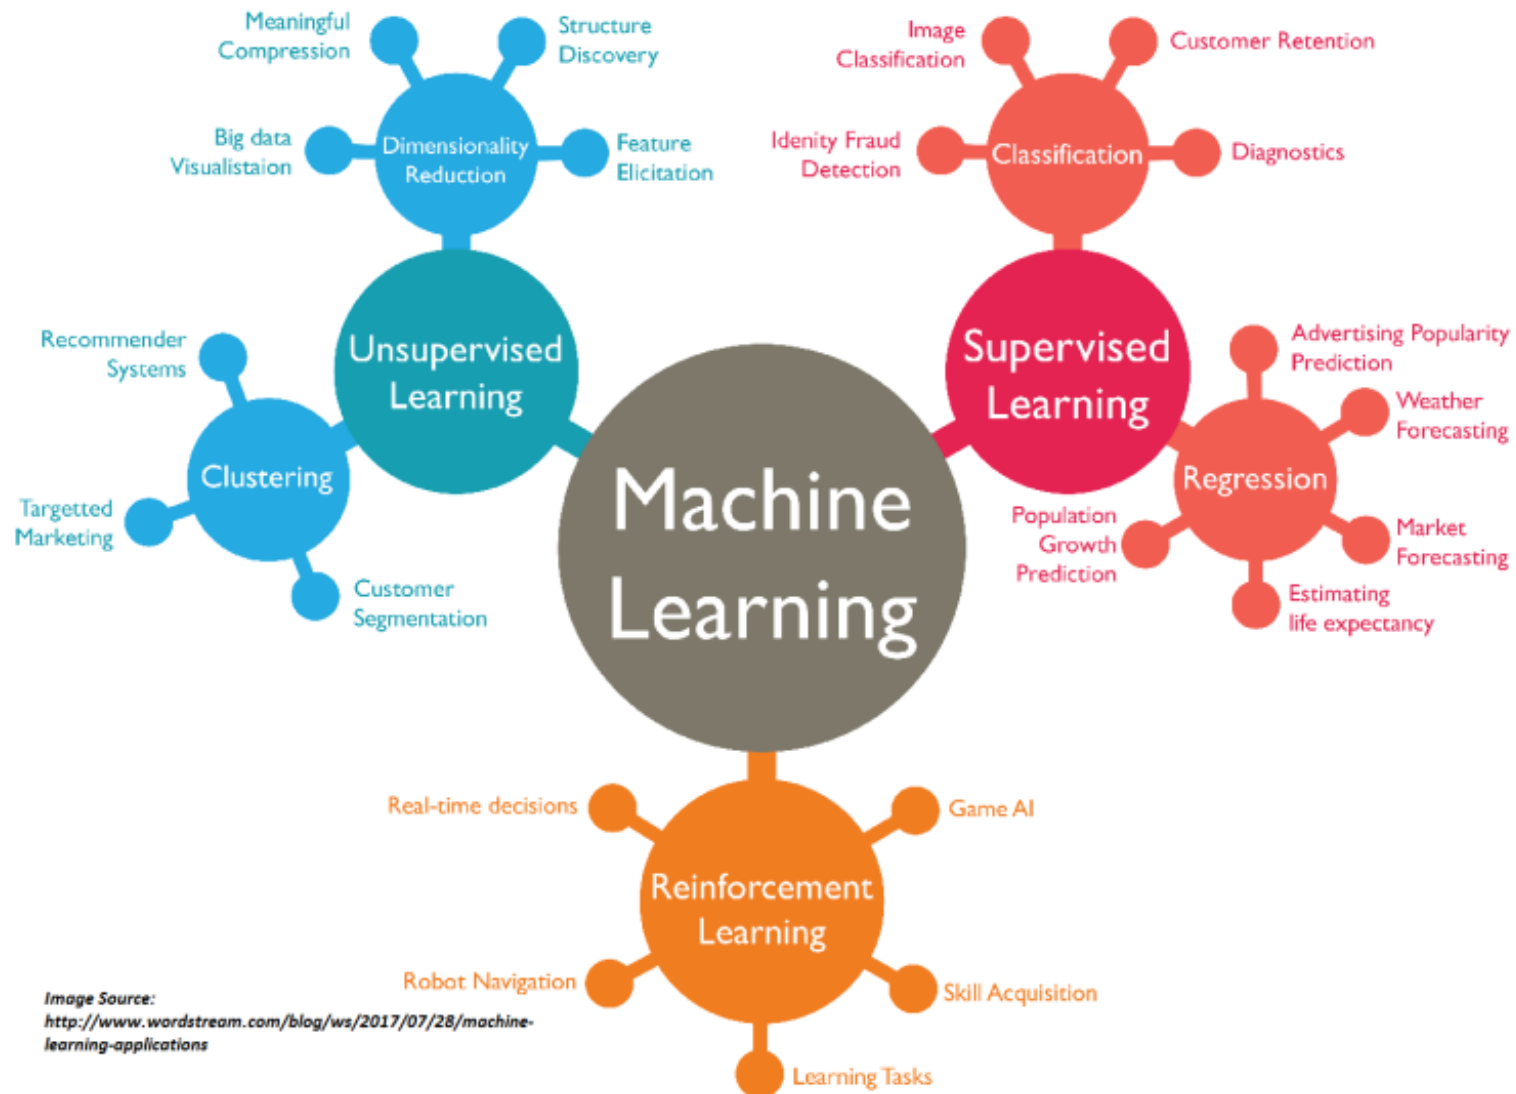 Meaningful
Compression
Structure
Discovery
Big data
Visualistaion
Dimensionality
Reduction
Feature
Elicitation
Image
Classification
Customer Retention
Idenity Fraud
Detection
Classification
Diagnostics
Unsupervised
Learning
Supervised
Learning
Recommender
Systems
Clustering
Targetted
Marketing
Customer
Segmentation
Advertising Popularity
Prediction
Weather
Forecasting
Regression
Population
Growth
Prediction
Market
Forecasting
Estimating
life expectancy
Machine
Learning
Real-time decisions
Game AI
Reinforcement
Learning
Robot Navigation
Skill Acquisition
Learning Tasks
Image Source:
http://www.wordstream.com/blog/ws/2017/07/28/machine-
learning-applications